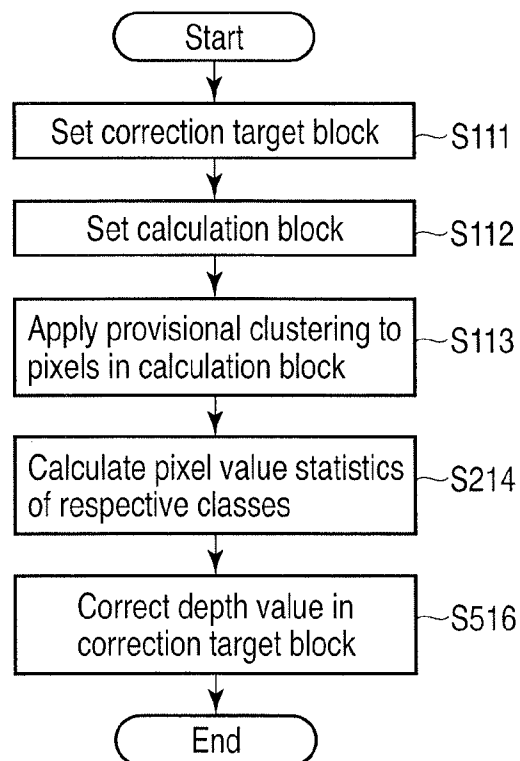 Start
Set correction target block
S111
Set calculation block
S112
Apply provisional clustering to
pixels in calculation block
S113
Calculate pixel value statistics
of respective classes
S214
Correct depth value in
correction target block
S516
End